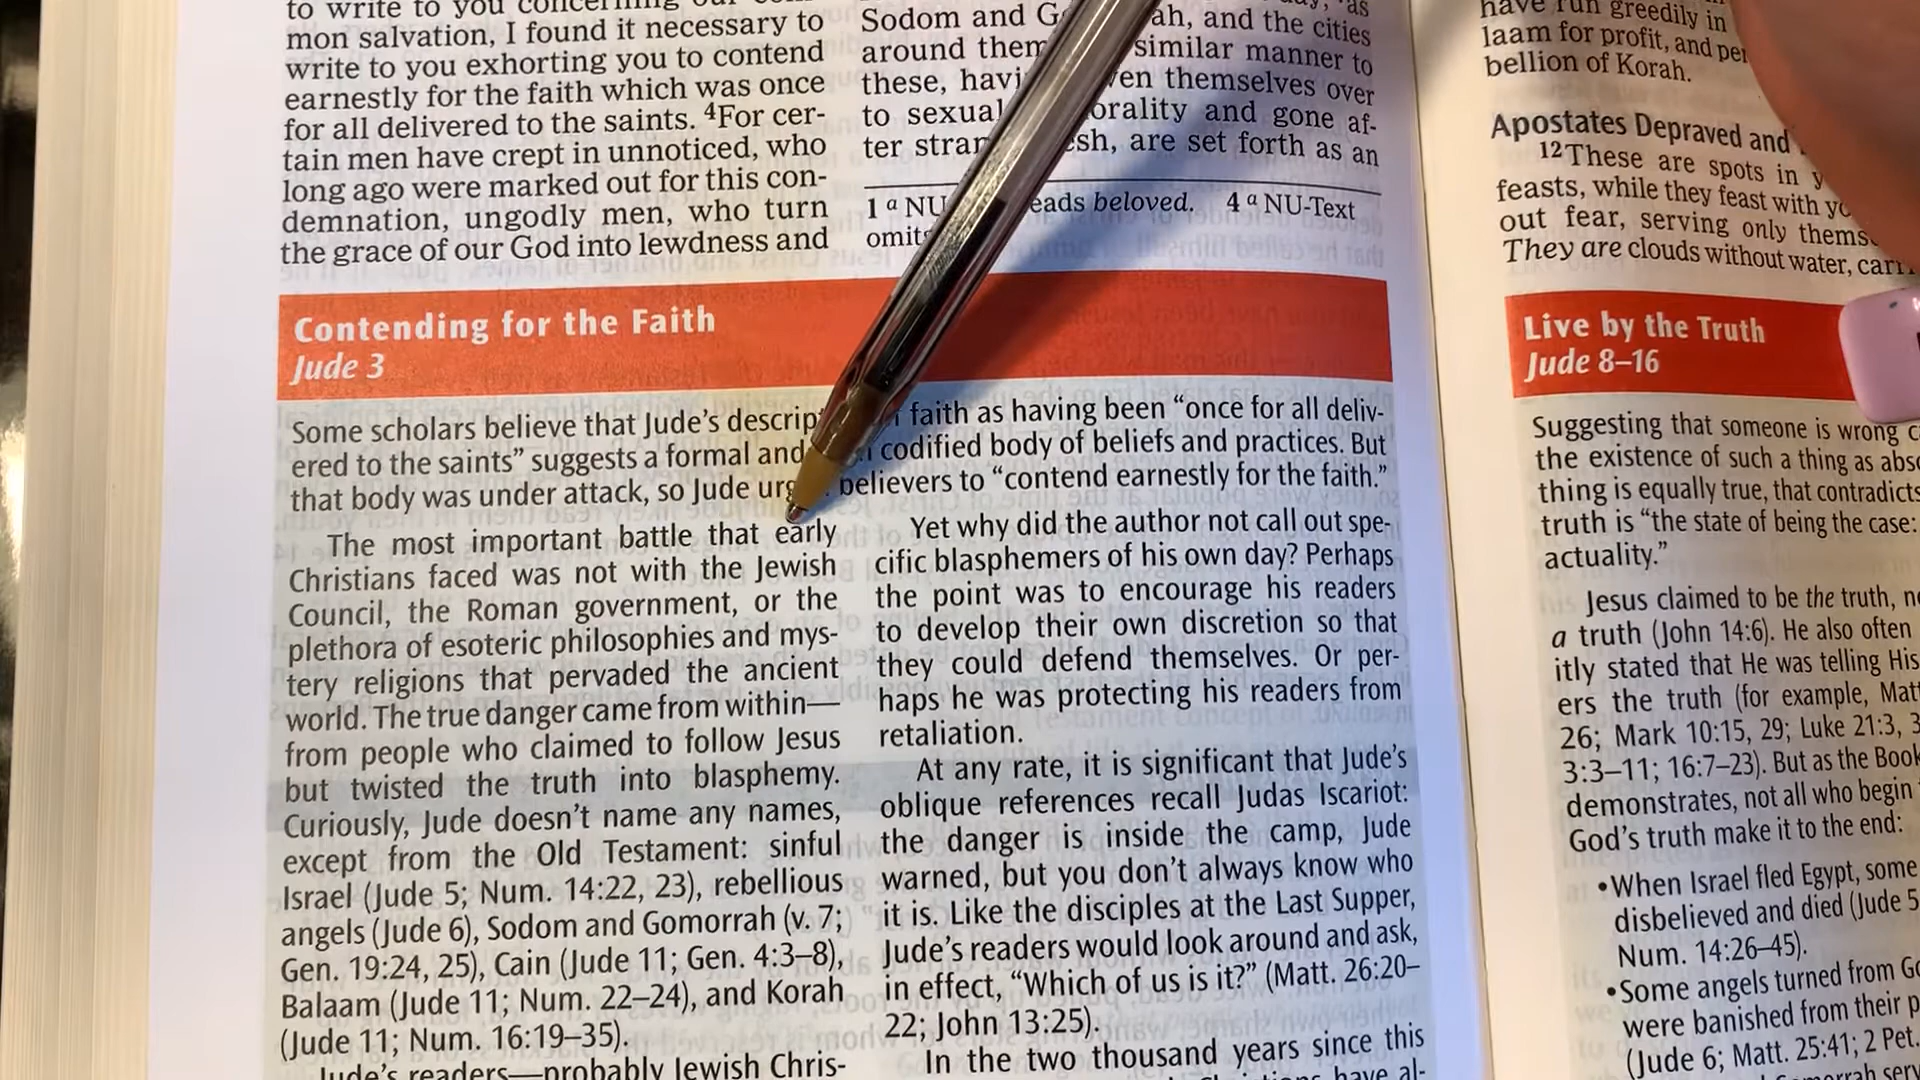 to write to you concerning our com-
mon salvation, I found it necessary to
write to you exhorting you to contend
earnestly for the faith which was once
for all delivered to the saints. 4For cer-
tain men have crept in unnoticed, who
long ago were marked out for this con-
demnation, ungodly men, who turn
the grace of our God into lewdness and
as
Sodom and G ah, and the cities
around them similar manner to
these, havi en themselves over
to sexual orality and gone af-
ter stran esh, are set forth as an
1 a NU eads beloved. 4 a NU-Text
omits
Contending for the Faith
Jude 3
Some scholars believe that Jude's descrip faith as having been "once for all deliv-
ered to the saints" suggests a formal and codified body of beliefs and practices. But
that body was under attack, so Jude urg believers to "contend earnestly for the faith."
The most important battle that early
Christians faced was not with the Jewish
Council, the Roman government, or the
plethora of esoteric philosophies and mys-
tery religions that pervaded the ancient
world. The true danger came from within—
from people who claimed to follow Jesus
but twisted the truth into blasphemy.
Curiously, Jude doesn't name any names,
except from the Old Testament: sinful
Israel (Jude 5; Num. 14:22, 23), rebellious
angels (Jude 6), Sodom and Gomorrah (v. 7;
Gen. 19:24, 25), Cain (Jude 11; Gen. 4:3–8),
Balaam (Jude 11; Num. 22–24), and Korah
(Jude 11; Num. 16:19–35).
Jude's readers—probably Jewish Chris-
Yet why did the author not call out spe-
cific blasphemers of his own day? Perhaps
the point was to encourage his readers
to develop their own discretion so that
they could defend themselves. Or per-
haps he was protecting his readers from
retaliation.
At any rate, it is significant that Jude's
oblique references recall Judas Iscariot:
the danger is inside the camp, Jude
warned, but you don't always know who
it is. Like the disciples at the Last Supper,
Jude's readers would look around and ask,
in effect, "Which of us is it?" (Matt. 26:20–
22; John 13:25).
In the two thousand years since this
Christians have al-
have run greedily in
laam for profit, and per
bellion of Korah.
Apostates Depraved and
12These are spots in y
feasts, while they feast with yo
out fear, serving only thems
They are clouds without water, carr
Live by the Truth
Jude 8–16
Suggesting that someone is wrong
the existence of such a thing as abso
thing is equally true, that contradicts
truth is "the state of being the case:
actuality."
Jesus claimed to be the truth, no
a truth (John 14:6). He also often
itly stated that He was telling His
ers the truth (for example, Matt
26; Mark 10:15, 29; Luke 21:3, 3
3:3–11; 16:7–23). But as the Book
demonstrates, not all who begin
God's truth make it to the end:
•When Israel fled Egypt, some
disbelieved and died (Jude 5
Num. 14:26–45).
•Some angels turned from Go
were banished from their p
(Jude 6; Matt. 25:41; 2 Pet.
Gomorrah serv